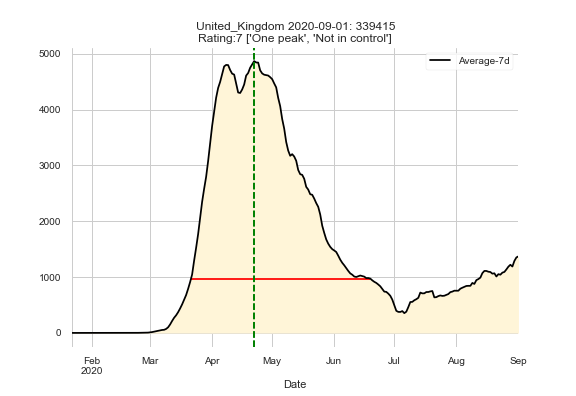 United_Kingdom 2020-09-01: 339415
Rating:7 ['One peak', 'Not in control']
Average-7d
5000
4000
3000
2000
1000
0
Feb
2020
Mar
Apr
May
Jun
Jul
Aug
Sep
Date